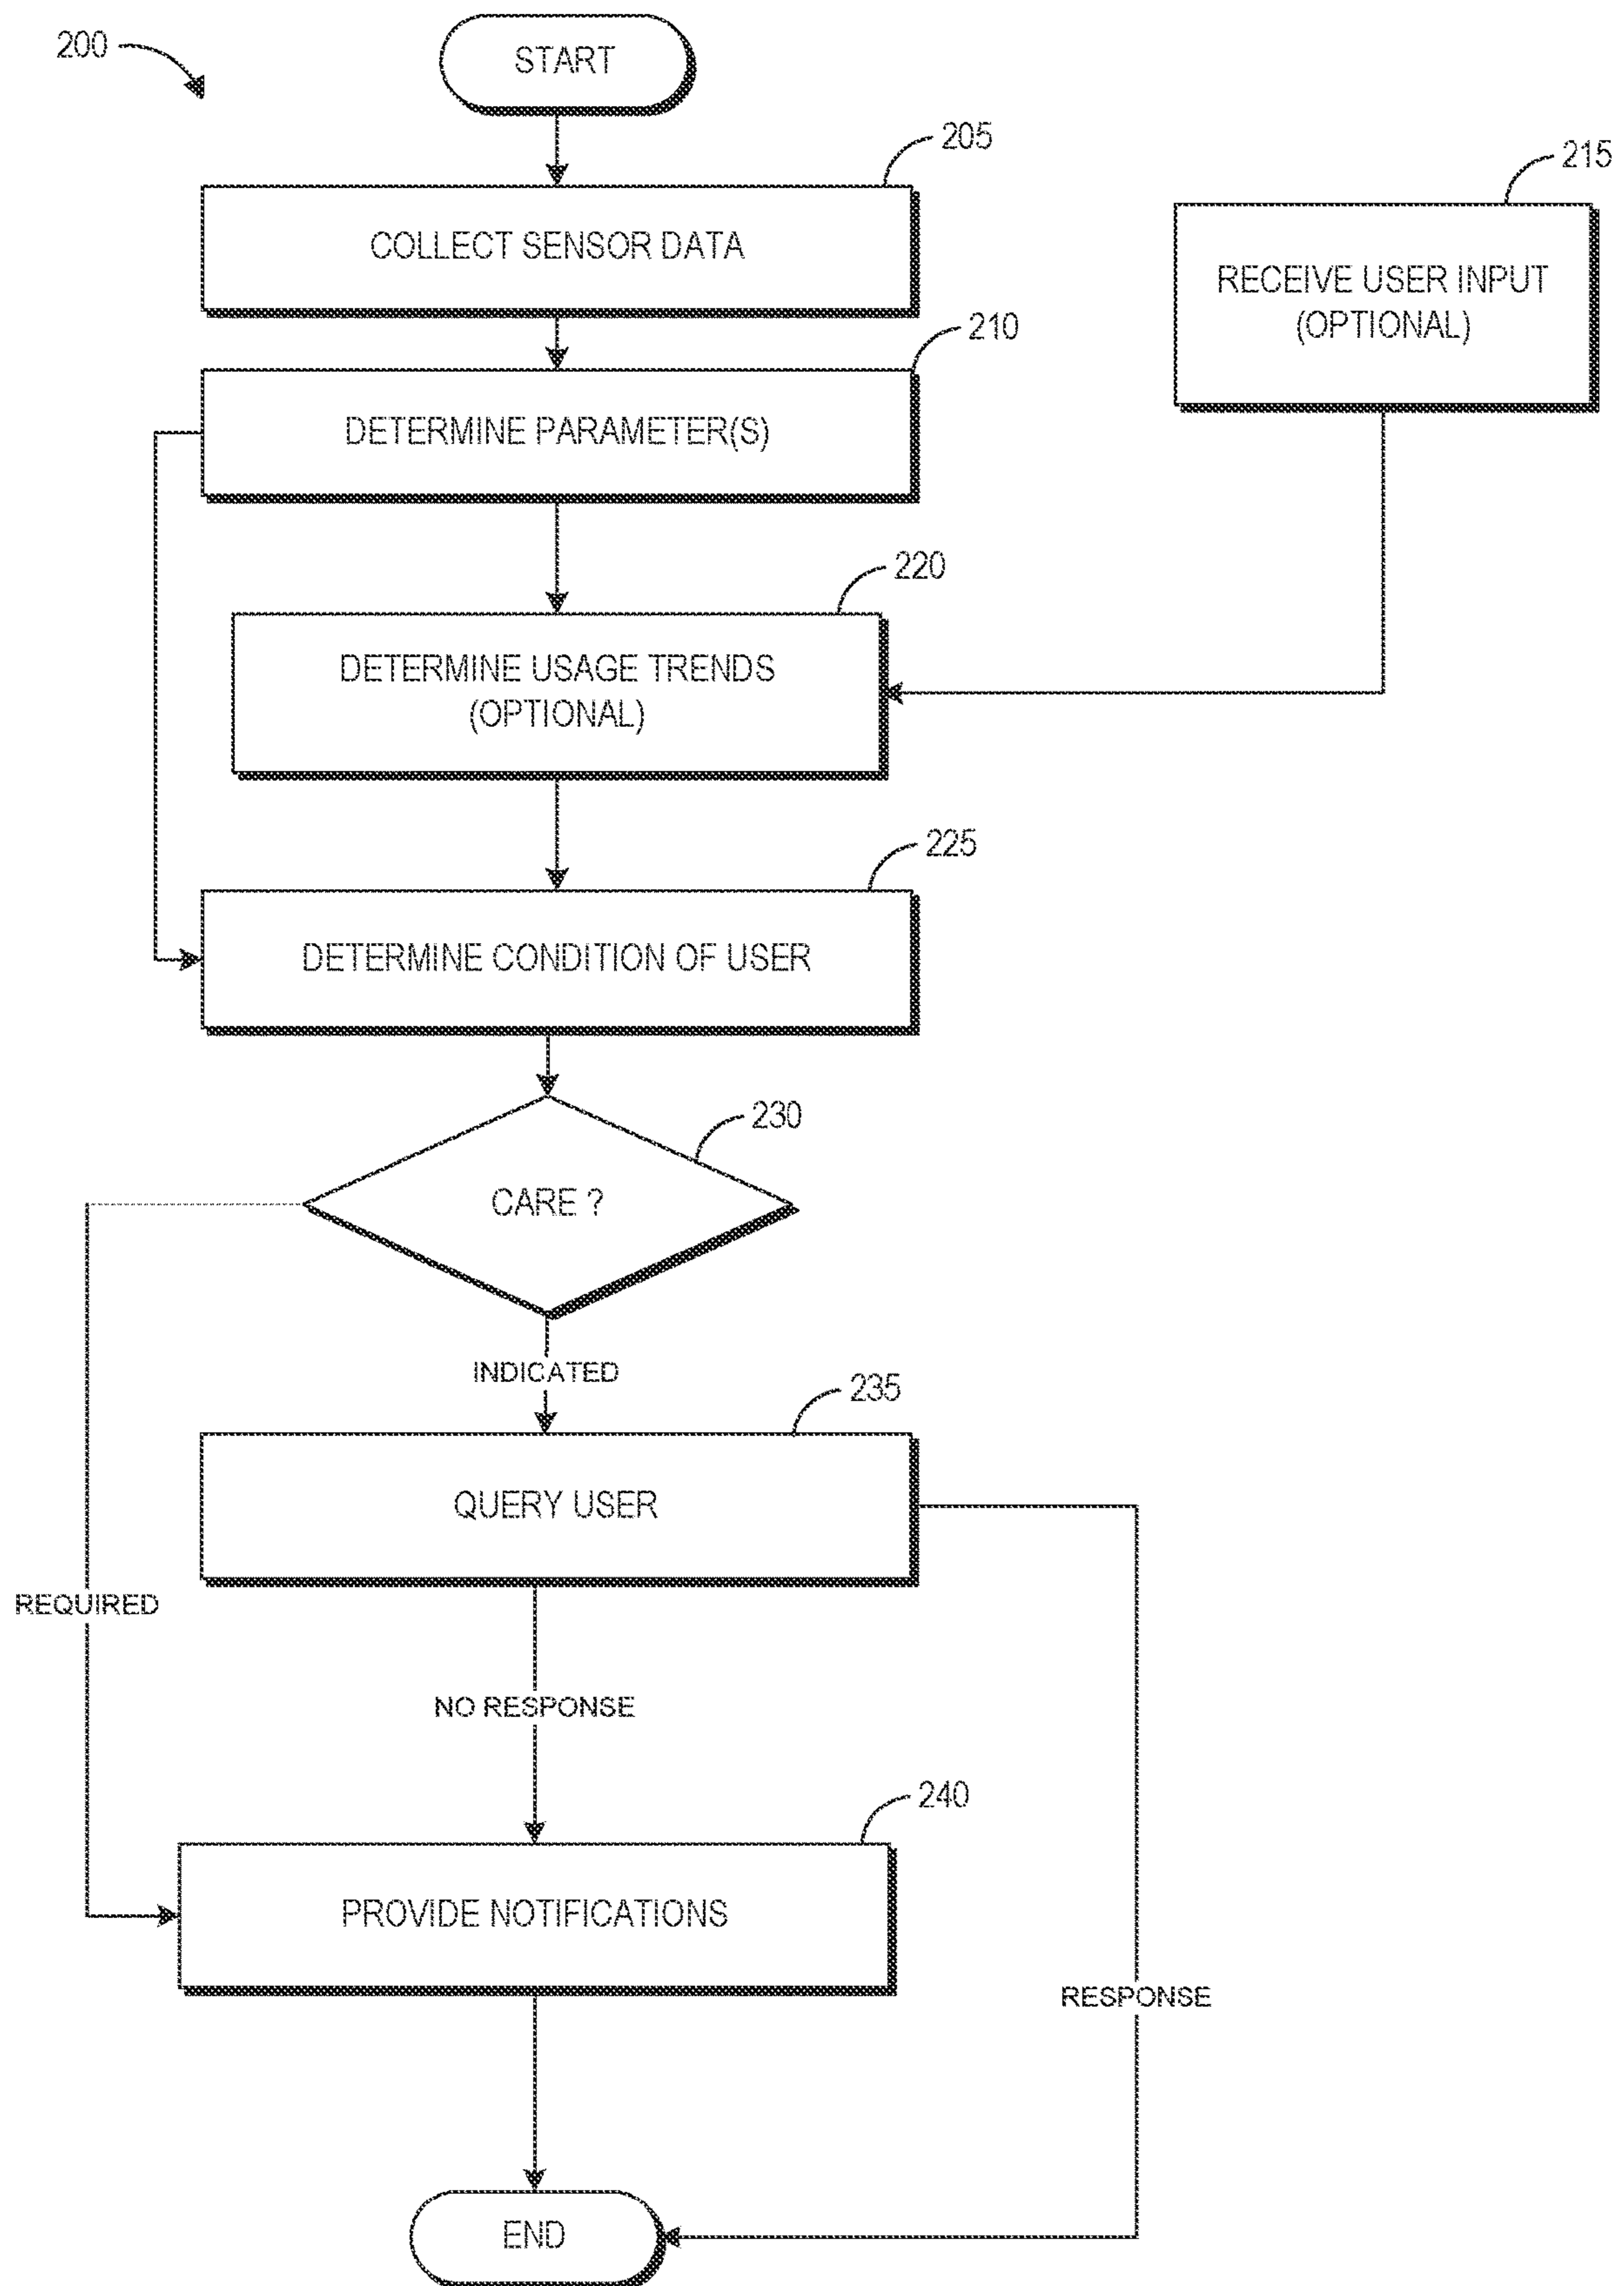 200
START
205
COLLECT SENSOR DATA
215
RECEIVE USER INPUT
(OPTIONAL)
210
DETERMINE PARAMETER(S)
220
DETERMINE USAGE TRENDS
(OPTIONAL)
225
DETERMINE CONDITION OF USER
230
CARE ?
INDICATED
235
QUERY USER
REQUIRED
NO RESPONSE
240
PROVIDE NOTIFICATIONS
RESPONSE
END